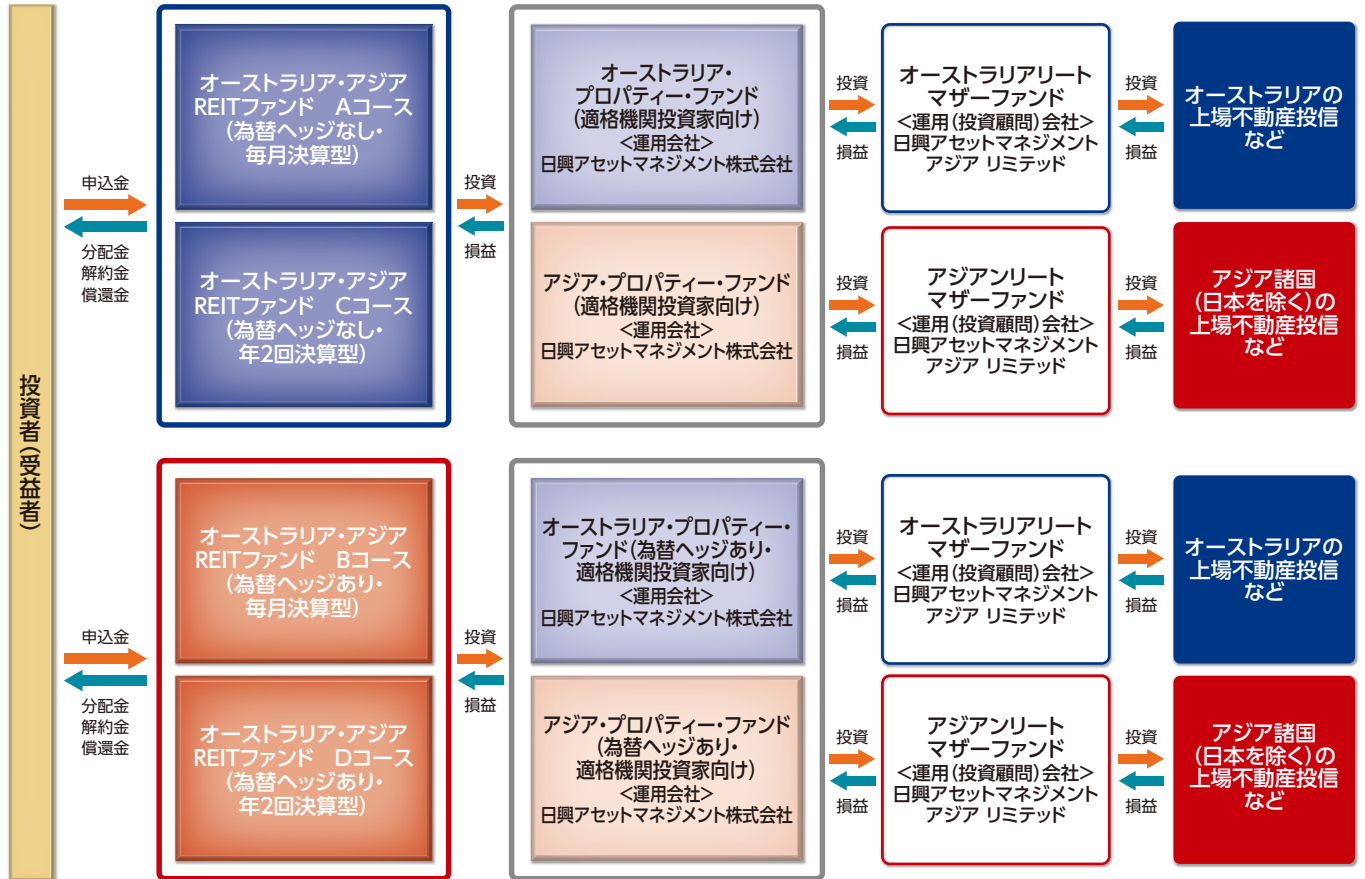 投資者（受益者）
申込金
分配金
解約金
償還金
オーストラリア・アジア
REITファンド　Aコース
（為替ヘッジなし・
毎月決算型）
オーストラリア・アジア
REITファンド　Cコース
（為替ヘッジなし・
年2回決算型）
投資
損益
オーストラリア・
プロパティー・ファンド
（適格機関投資家向け）
＜運用会社＞
日興アセットマネジメント株式会社
アジア・プロパティー・ファンド
（適格機関投資家向け）
＜運用会社＞
日興アセットマネジメント株式会社
投資
損益
オーストラリアリート
マザーファンド
＜運用（投資顧問）会社＞
日興アセットマネジメント
アジア リミテッド
投資
損益
オーストラリアの
上場不動産投信
など
投資
損益
アジアンリート
マザーファンド
＜運用（投資顧問）会社＞
日興アセットマネジメント
アジア リミテッド
投資
損益
アジア諸国
（日本を除く）の
上場不動産投信
など
申込金
分配金
解約金
償還金
オーストラリア・アジア
REITファンド　Bコース
（為替ヘッジあり・
毎月決算型）
オーストラリア・アジア
REITファンド　Dコース
（為替ヘッジあり・
年2回決算型）
投資
損益
オーストラリア・プロパティー・
ファンド（為替ヘッジあり・
適格機関投資家向け）
＜運用会社＞
日興アセットマネジメント株式会社
アジア・プロパティー・ファンド
（為替ヘッジあり・
適格機関投資家向け）
＜運用会社＞
日興アセットマネジメント株式会社
投資
損益
オーストラリアリート
マザーファンド
＜運用（投資顧問）会社＞
日興アセットマネジメント
アジア リミテッド
投資
損益
オーストラリアの
上場不動産投信
など
投資
損益
アジアンリート
マザーファンド
＜運用（投資顧問）会社＞
日興アセットマネジメント
アジア リミテッド
投資
損益
アジア諸国
（日本を除く）の
上場不動産投信
など